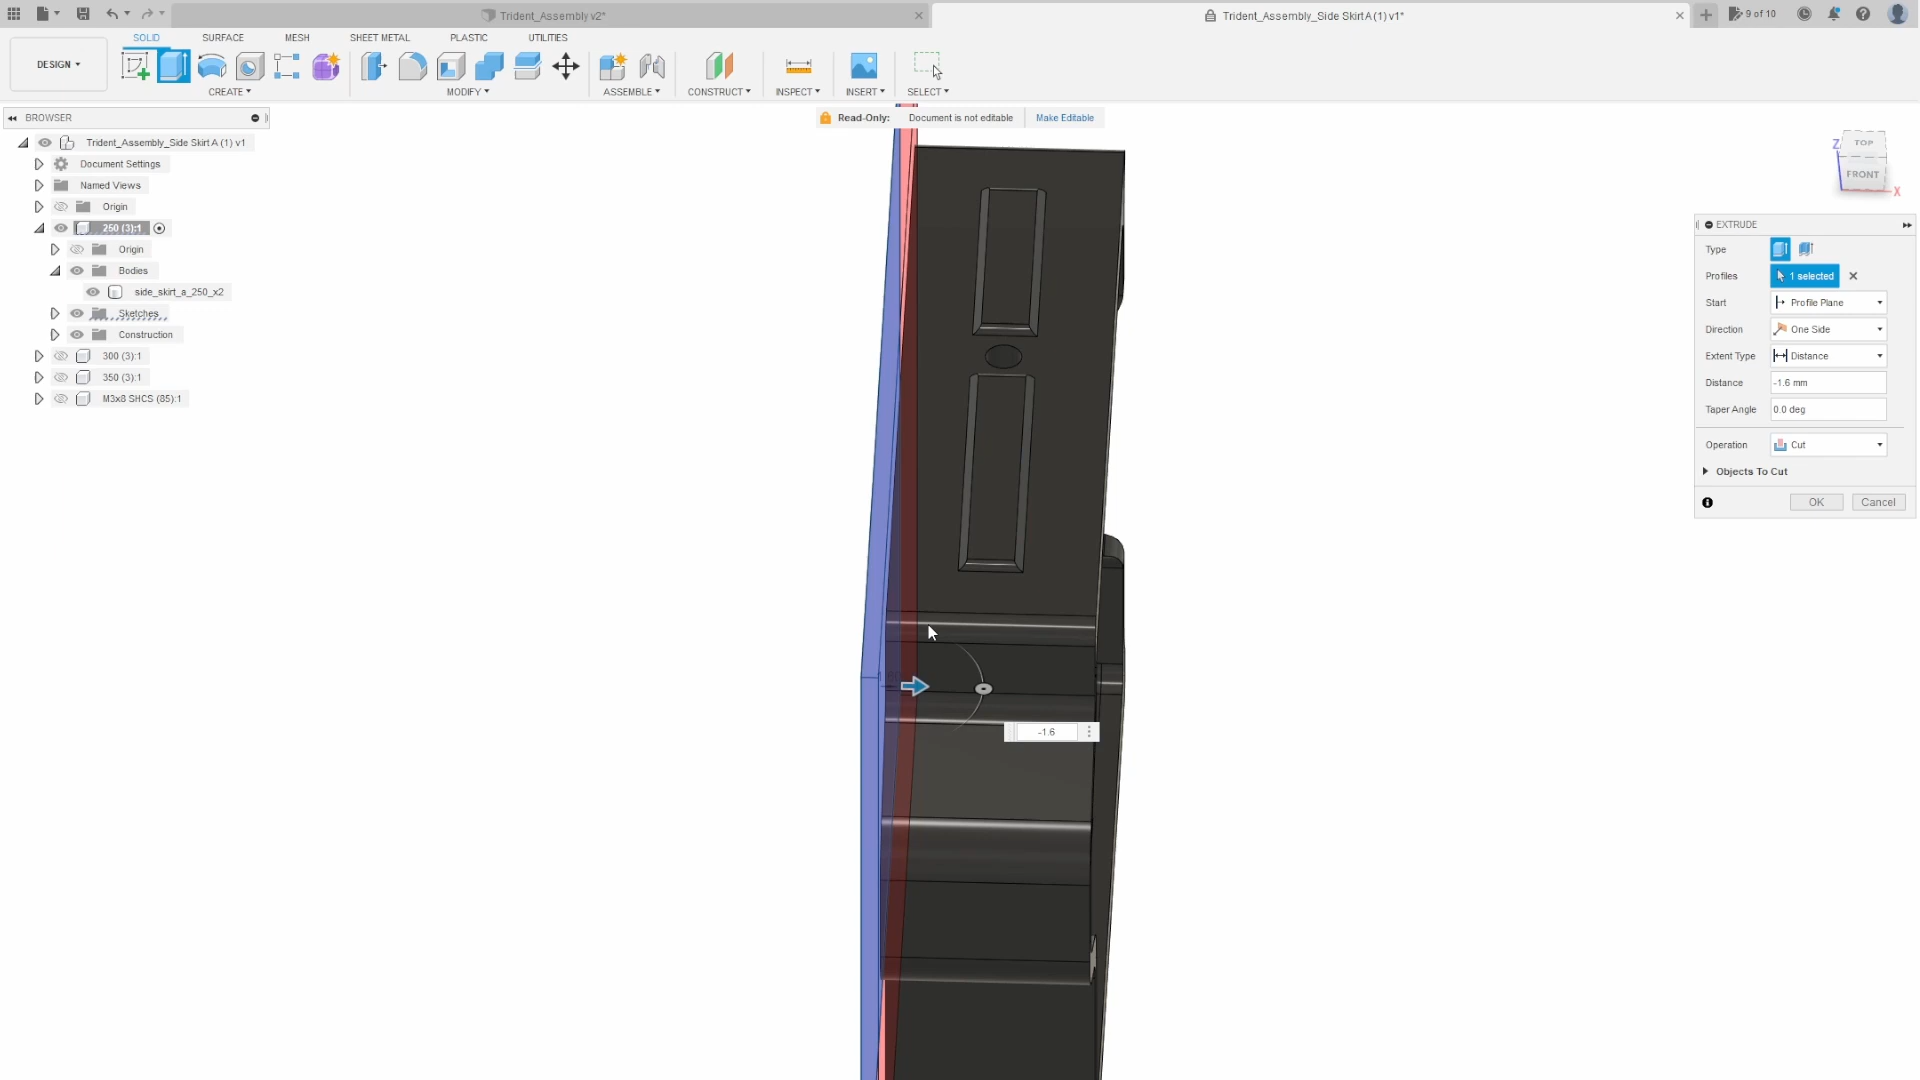 Trident_Assembly v2*
Trident_Assembly_Side Skirt A (1) v1*
9 of 10
SOLID
SURFACE
MESH
SHEET METAL
PLASTIC
UTILITIES
DESIGN
CREATE
MODIFY
ASSEMBLE
CONSTRUCT
INSPECT
INSERT
SELECT
BROWSER
Read-Only: Document is not editable Make Editable
Trident_Assembly_Side Skirt A (1) v1
Document Settings
Named Views
Origin
250 (3):1
Origin
Bodies
side_skirt_a_250_x2
Sketches
Construction
300 (3):1
350 (3):1
M3x8 SHCS (85):1
Z
TOP
FRONT
X
EXTRUDE
Type
Profiles 1 selected
Start Profile Plane
Direction One Side
Extent Type Distance
Distance -1.6 mm
Taper Angle 0.0 deg
Operation Cut
Objects To Cut
OK Cancel
-1.6